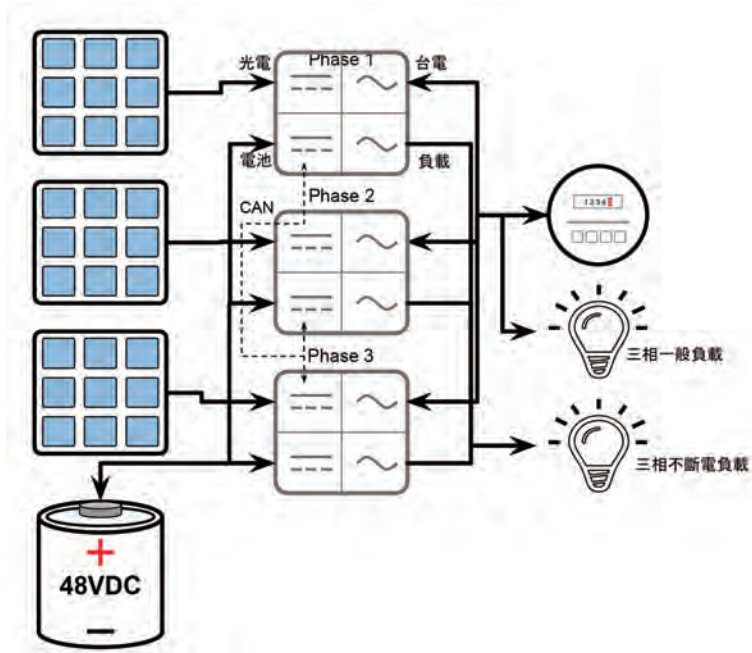 光電
Phase 1
台電
電池
負載
CAN
Phase 2
Phase 3
三相一般負載
三相不斷電負載
+
48VDC
−